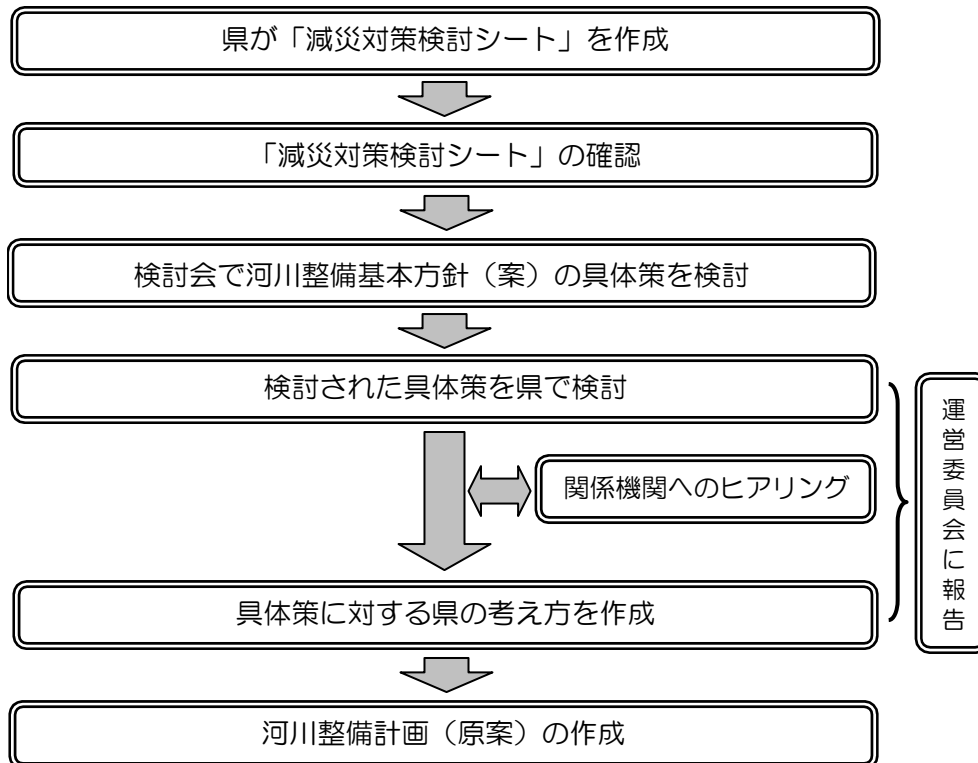 県が「減災対策検討シート」を作成
「減災対策検討シート」の確認
検討会で河川整備基本方針（案）の具体策を検討
検討された具体策を県で検討
関係機関へのヒアリング
運営委員会に報告
具体策に対する県の考え方を作成
河川整備計画（原案）の作成